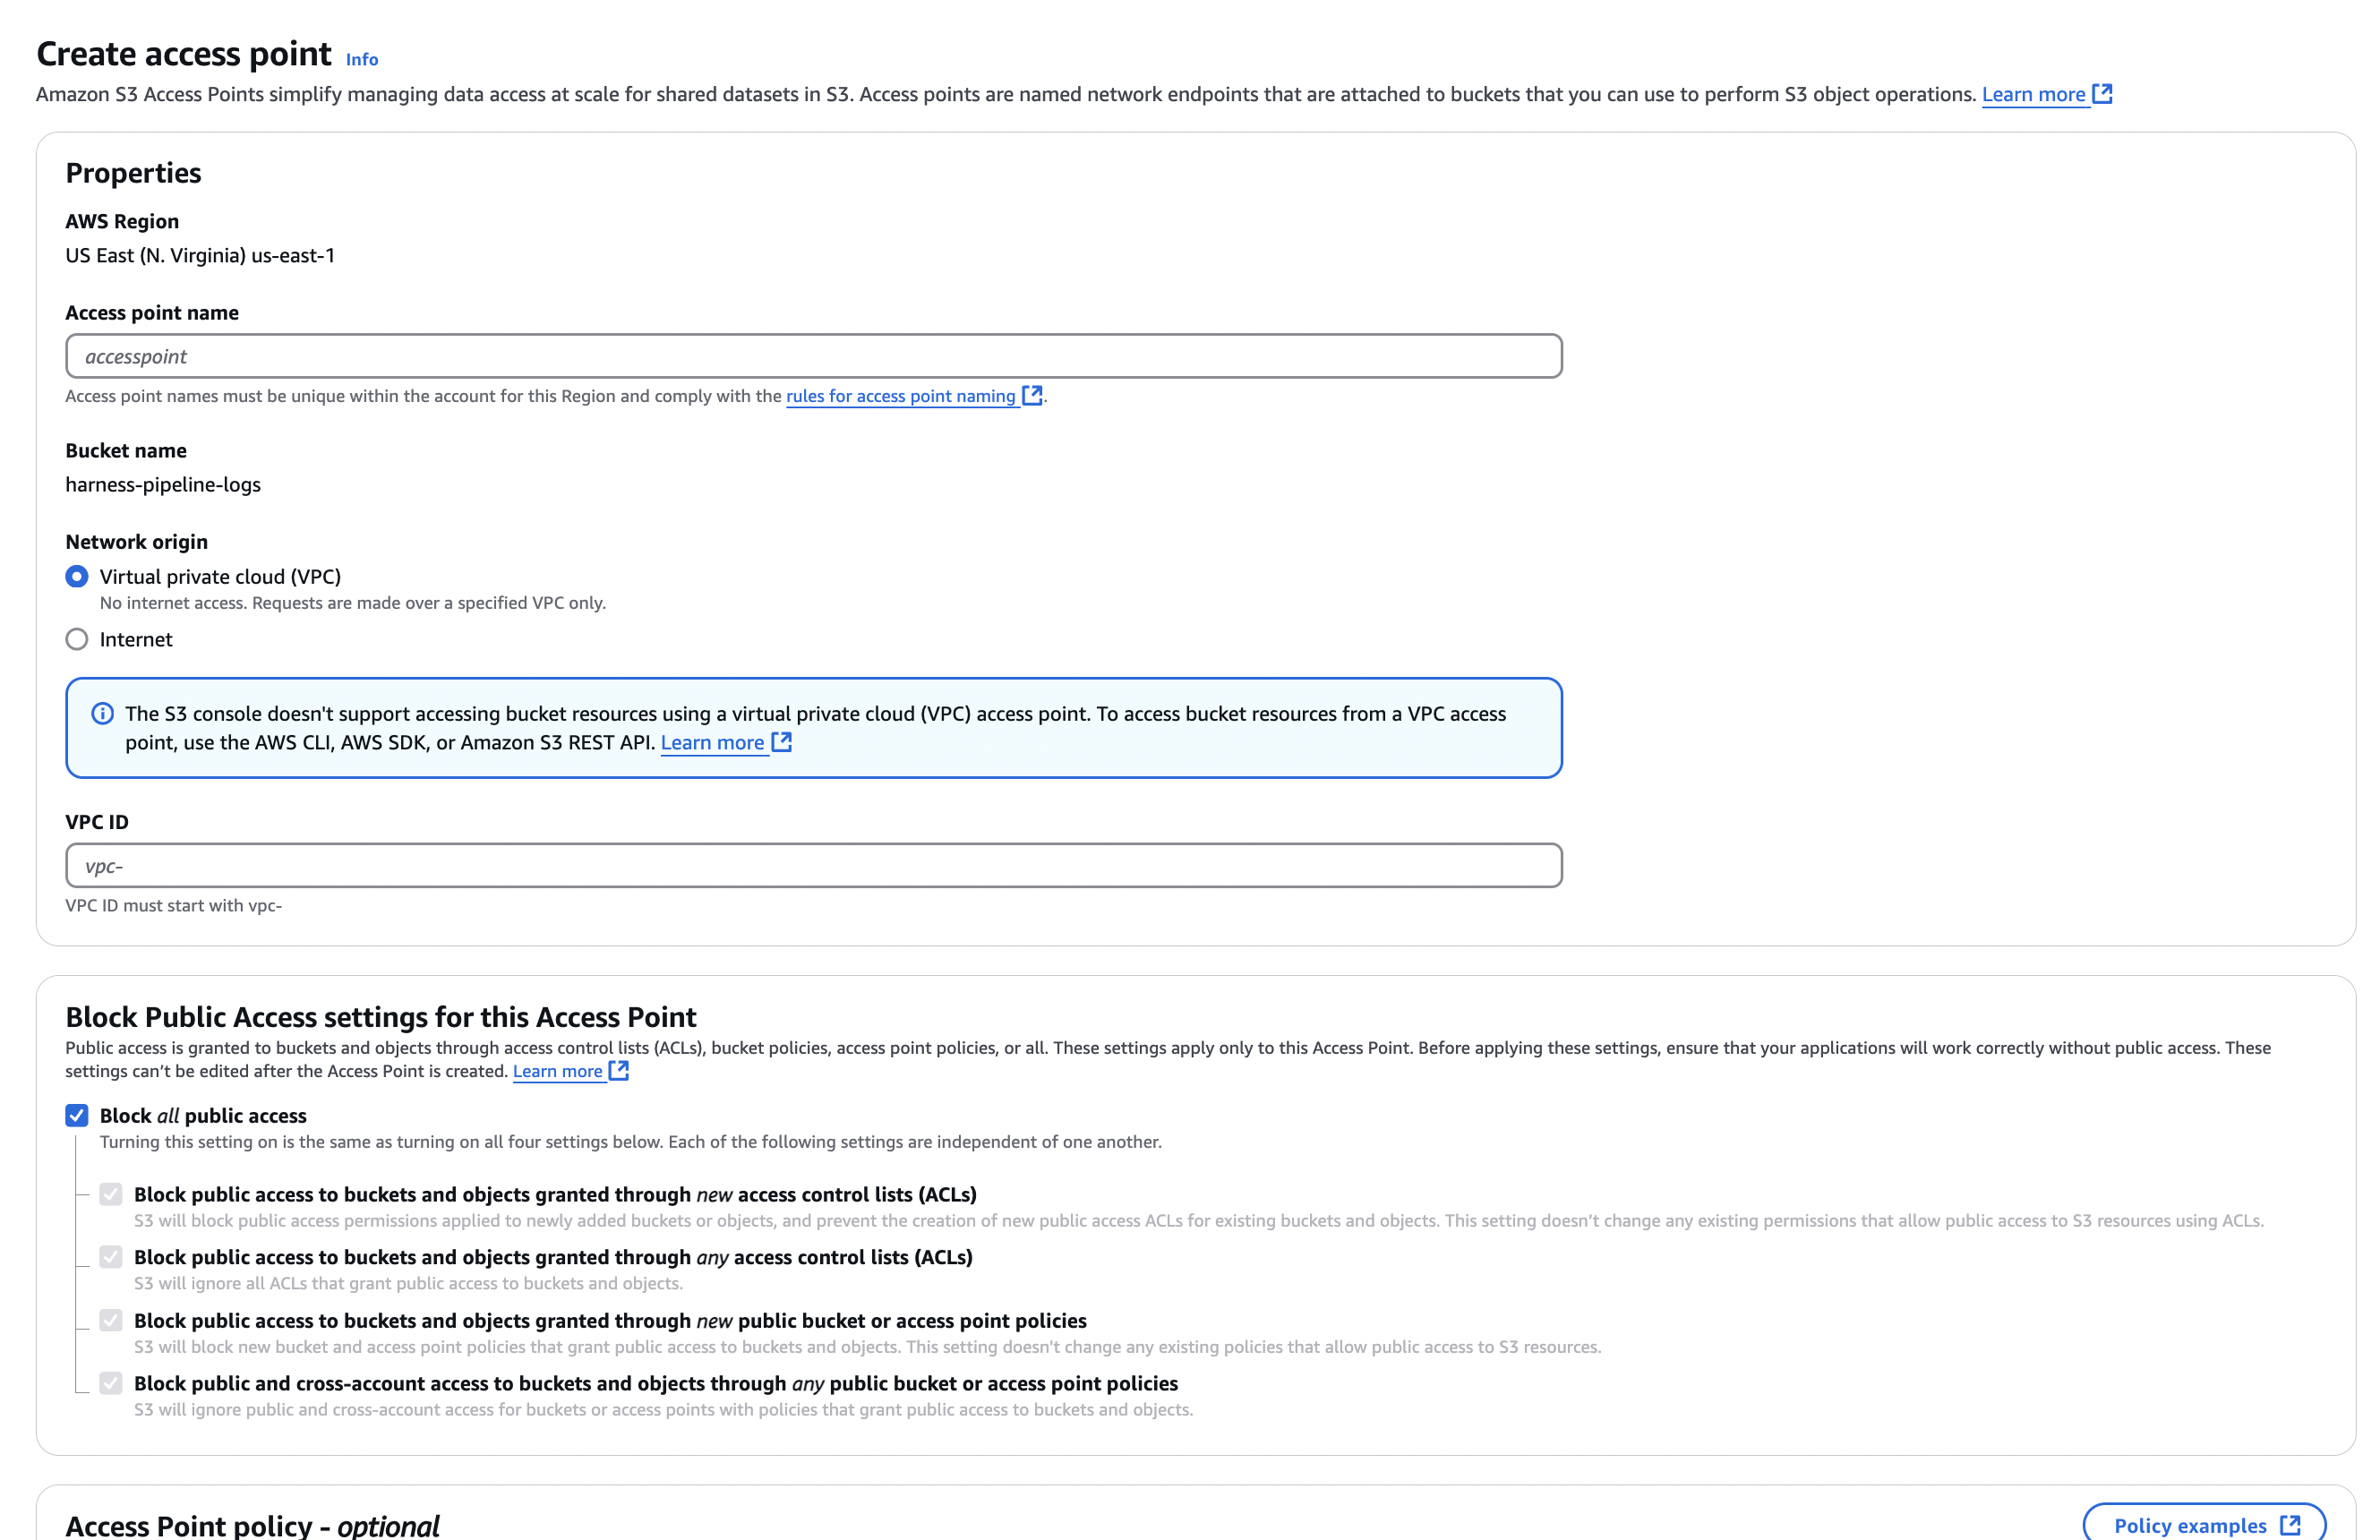 Create access point Info
Amazon S3 Access Points simplify managing data access at scale for shared datasets in S3. Access points are named network endpoints that are attached to buckets that you can use to perform S3 object operations. Learn more
Properties
AWS Region
US East (N. Virginia) us-east-1
Access point name
accesspoint
Access point names must be unique within the account for this Region and comply with the rules for access point naming.
Bucket name
harness-pipeline-logs
Network origin
Virtual private cloud (VPC)
No internet access. Requests are made over a specified VPC only.
Internet
The S3 console doesn't support accessing bucket resources using a virtual private cloud (VPC) access point. To access bucket resources from a VPC access
point, use the AWS CLI, AWS SDK, or Amazon S3 REST API. Learn more
VPC ID
vpc-
VPC ID must start with vpc-
Block Public Access settings for this Access Point
Public access is granted to buckets and objects through access control lists (ACLs), bucket policies, access point policies, or all. These settings apply only to this Access Point. Before applying these settings, ensure that your applications will work correctly without public access. These
settings can’t be edited after the Access Point is created. Learn more
Block all public access
Turning this setting on is the same as turning on all four settings below. Each of the following settings are independent of one another.
Block public access to buckets and objects granted through new access control lists (ACLs)
S3 will block public access permissions applied to newly added buckets or objects, and prevent the creation of new public access ACLs for existing buckets and objects. This setting doesn’t change any existing permissions that allow public access to S3 resources using ACLs.
Block public access to buckets and objects granted through any access control lists (ACLs)
S3 will ignore all ACLs that grant public access to buckets and objects.
Block public access to buckets and objects granted through new public bucket or access point policies
S3 will block new bucket and access point policies that grant public access to buckets and objects. This setting doesn't change any existing policies that allow public access to S3 resources.
Block public and cross-account access to buckets and objects through any public bucket or access point policies
S3 will ignore public and cross-account access for buckets or access points with policies that grant public access to buckets and objects.
Access Point policy - optional
Policy examples